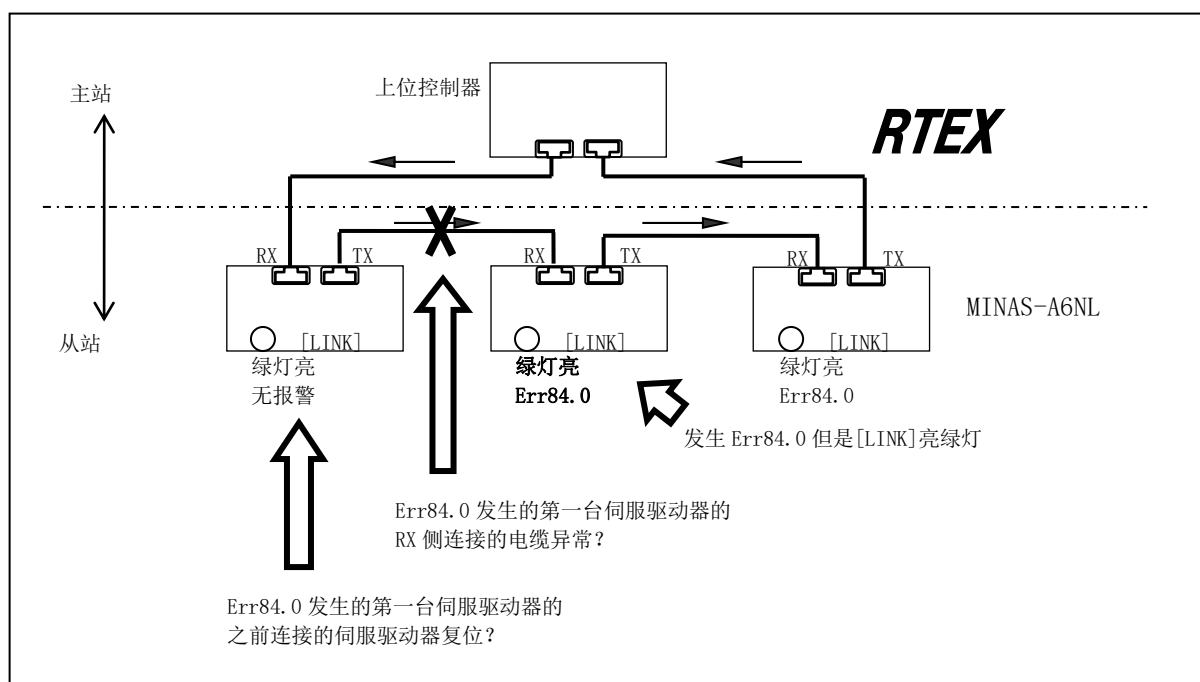 上位控制器
主站
RTEX
RX
TX
RX
TX
RX
TX
MINAS-A6NL
从站
[LINK]
[LINK]
[LINK]
绿灯亮
无报警
绿灯亮
Err84.0
绿灯亮
Err84.0
发生 Err84.0 但是[LINK]亮绿灯
Err84.0 发生的第一台伺服驱动器的
RX 侧连接的电缆异常？
Err84.0 发生的第一台伺服驱动器的
之前连接的伺服驱动器复位？